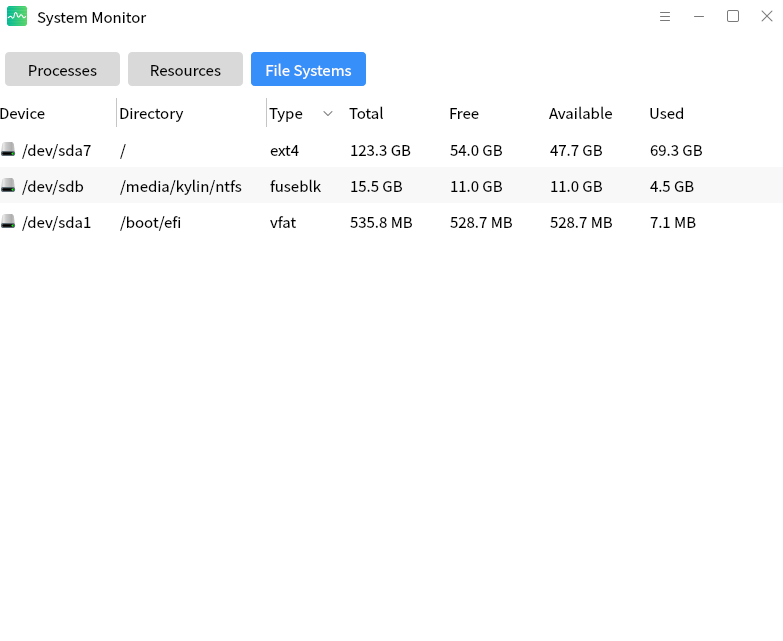 System Monitor
Processes Resources File Systems
Device Directory Type Total Free Available Used
/dev/sda7 / ext4 123.3 GB 54.0 GB 47.7 GB 69.3 GB
/dev/sdb /media/kylin/ntfs fuseblk 15.5 GB 11.0 GB 11.0 GB 4.5 GB
/dev/sda1 /boot/efi vfat 535.8 MB 528.7 MB 528.7 MB 7.1 MB